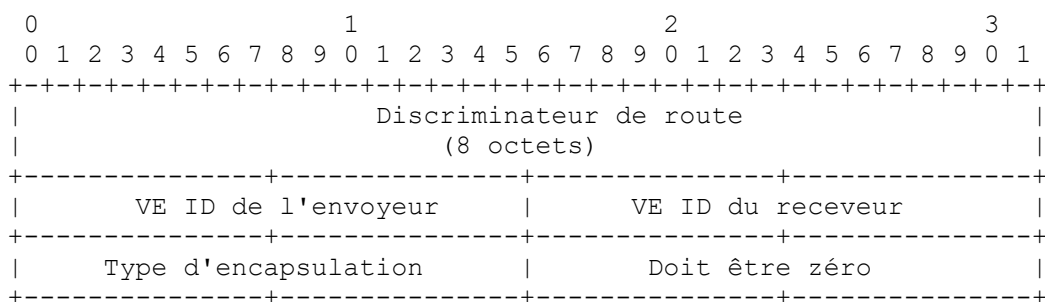 0                   1                   2                   3
0 1 2 3 4 5 6 7 8 9 0 1 2 3 4 5 6 7 8 9 0 1 2 3 4 5 6 7 8 9 0 1
+-+-+-+-+-+-+-+-+-+-+-+-+-+-+-+-+-+-+-+-+-+-+-+-+-+-+-+-+-+-+-+-+
| Discriminateur de route |
| (8 octets) |
+---------------+---------------+---------------+---------------+
| VE ID de l'envoyeur | VE ID du receveur |
+---------------+---------------+---------------+---------------+
| Type d'encapsulation | Doit être zéro |
+---------------+---------------+---------------+---------------+